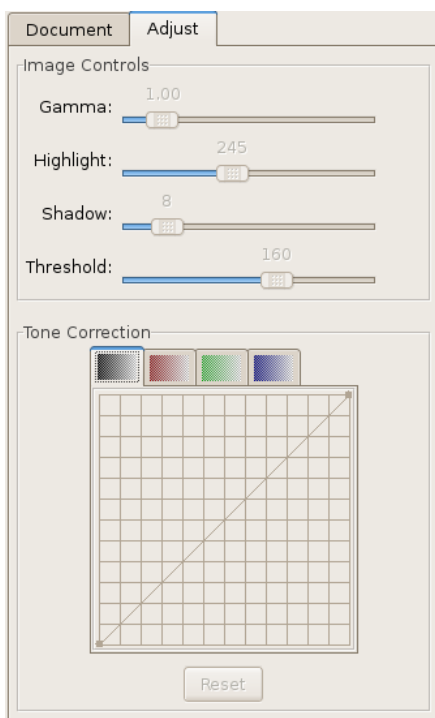 Document Adjust
Image Controls
1.00
Gamma:
245
Highlight:
8
Shadow:
160
Threshold:
Tone Correction
Reset